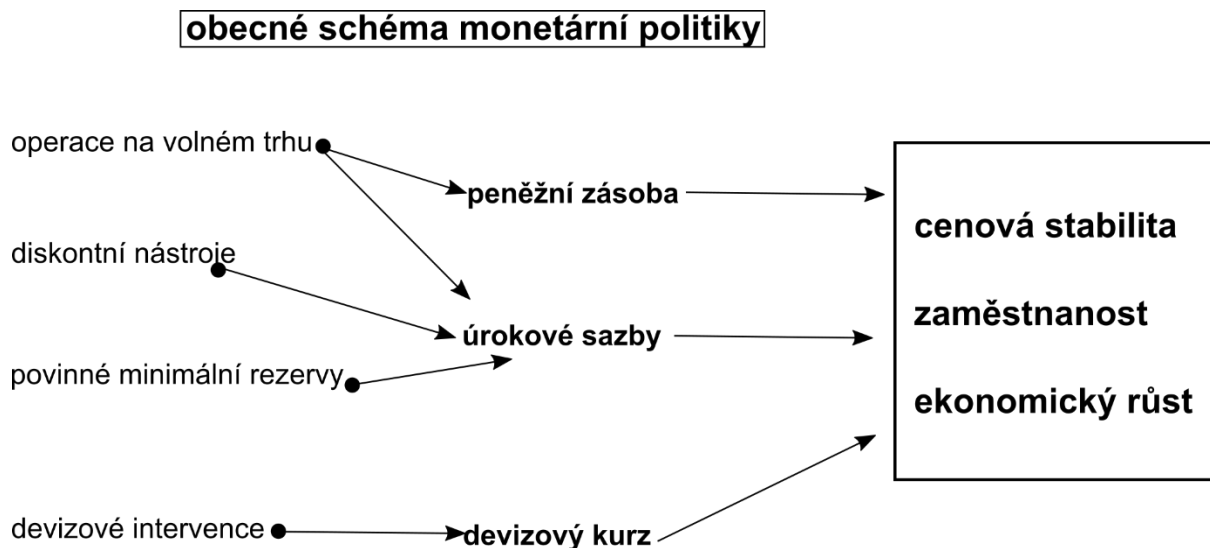 obecné schéma monetární politiky
operace na volném trhu
diskontní nástroje
povinné minimální rezervy
devizové intervence
peněžní zásoba
úrokové sazby
devizový kurz
cenová stabilita
zaměstnanost
ekonomický růst